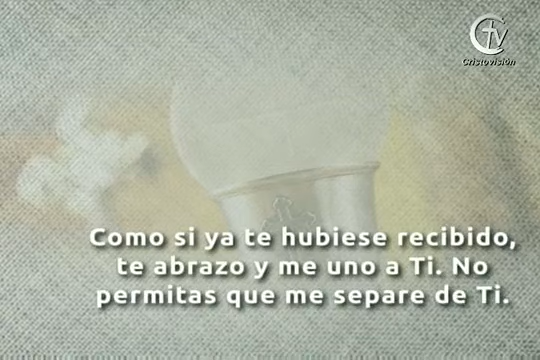 CTV
Cristovisión
Como si ya te hubiese recibido,
te abrazo y me uno a Ti. No
permitas que me separe de Ti.